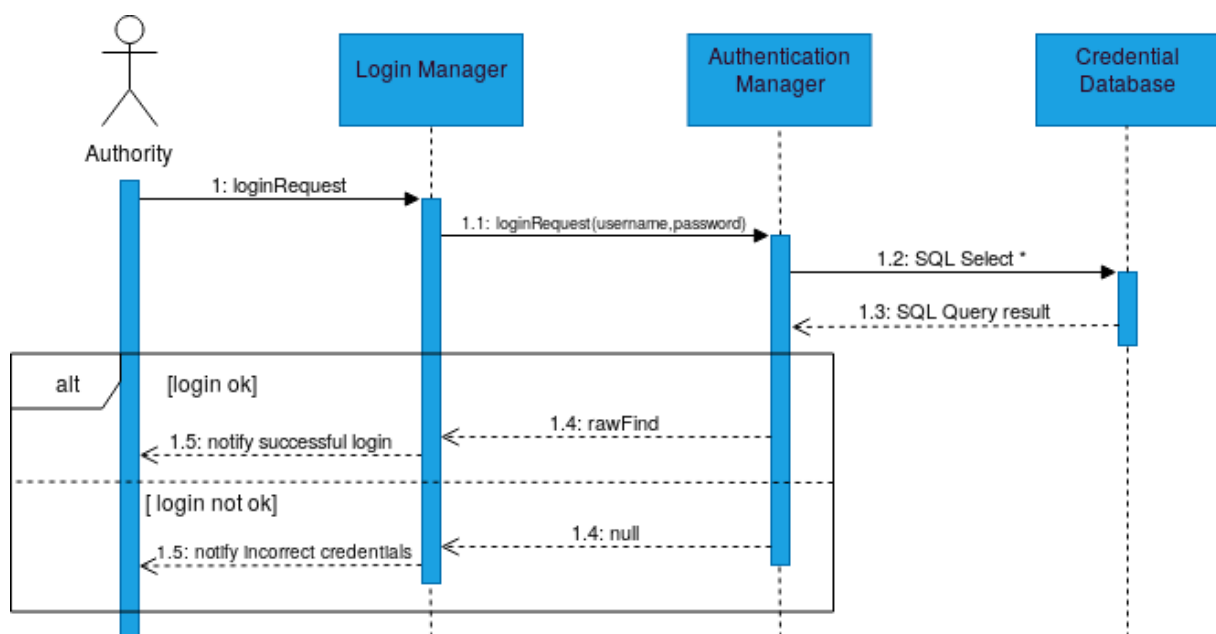 Login Manager
Authentication
Manager
Credential
Database
Authority
1: loginRequest
1.1: loginRequest(username,password)
1.2: SQL Select *
1.3: SQL Query result
alt
[login ok]
1.4: rawFind
1.5: notify successful login
[ login not ok]
1.4: null
1.5: notify incorrect credentials